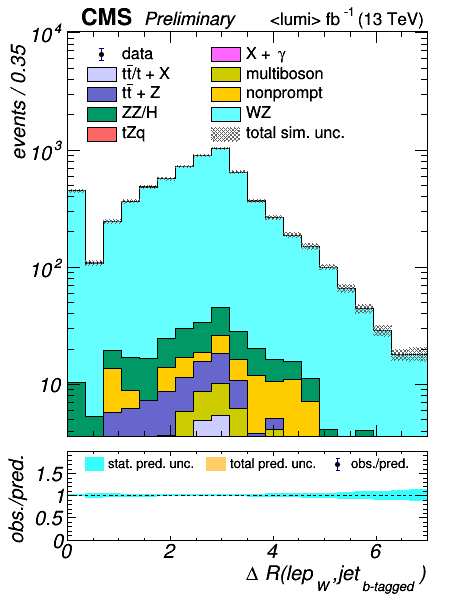 CMS Preliminary <lumi> fb⁻¹ (13 TeV)
events / 0.35
10⁴
10³
10²
10
data
tt̄/t + X
tt̄ + Z
ZZ/H
tZq
X + γ
multiboson
nonprompt
WZ
total sim. unc.
obs./pred.
1.5
1
0.5
0
stat. pred. unc. total pred. unc. obs./pred.
0 2 4 6
Δ R(lep_W, jet_b-tagged)